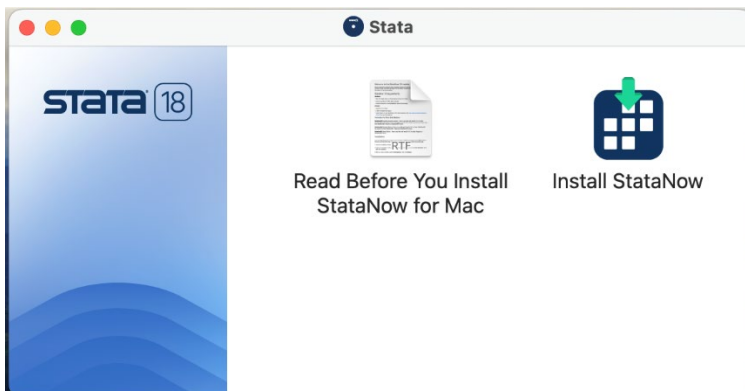 Stata
stata 18
RTF
Read Before You Install
StataNow for Mac
Install StataNow